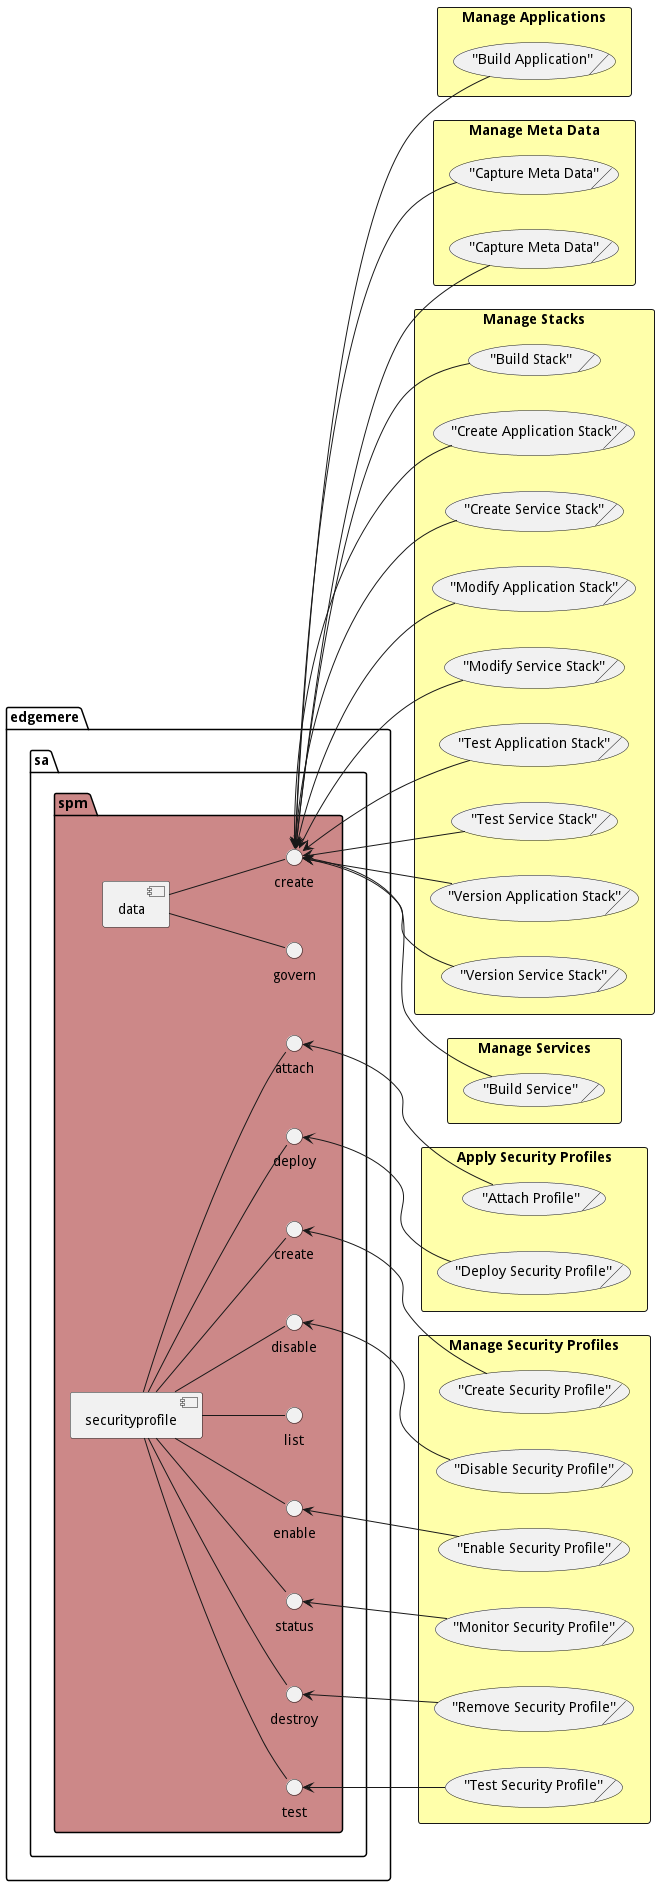 Manage Applications
"Build Application"
Manage Meta Data
"Capture Meta Data"
"Capture Meta Data"
Manage Stacks
"Build Stack"
"Create Application Stack"
"Create Service Stack"
"Modify Application Stack"
"Modify Service Stack"
"Test Application Stack"
"Test Service Stack"
"Version Application Stack"
"Version Service Stack"
Manage Services
"Build Service"
Apply Security Profiles
"Attach Profile"
"Deploy Security Profile"
Manage Security Profiles
"Create Security Profile"
"Disable Security Profile"
"Enable Security Profile"
"Monitor Security Profile"
"Remove Security Profile"
"Test Security Profile"
edgemere
sa
spm
data
create
govern
attach
deploy
create
disable
securityprofile
list
enable
status
destroy
test